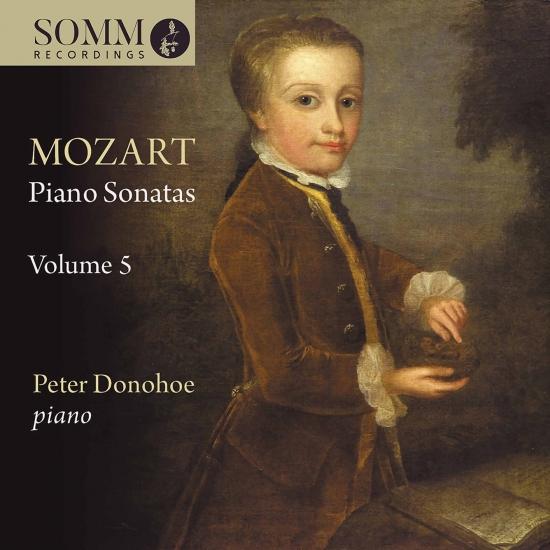 SOMM
RECORDINGS
MOZART
Piano Sonatas
Volume 5
Peter Donohoe
piano